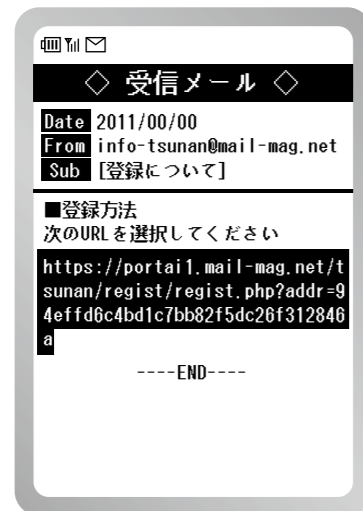 ◇ 受信メール ◇
Date 2011/00/00
From info-tsunan@mail-mag.net
Sub [登録について]
■登録方法
次のURLを選択してください
https://portai1.mail-mag.net/t
sunan/regist/regist.php?addr=9
4effd6c4bd1c7bb82f5dc26f312846
a
----END----